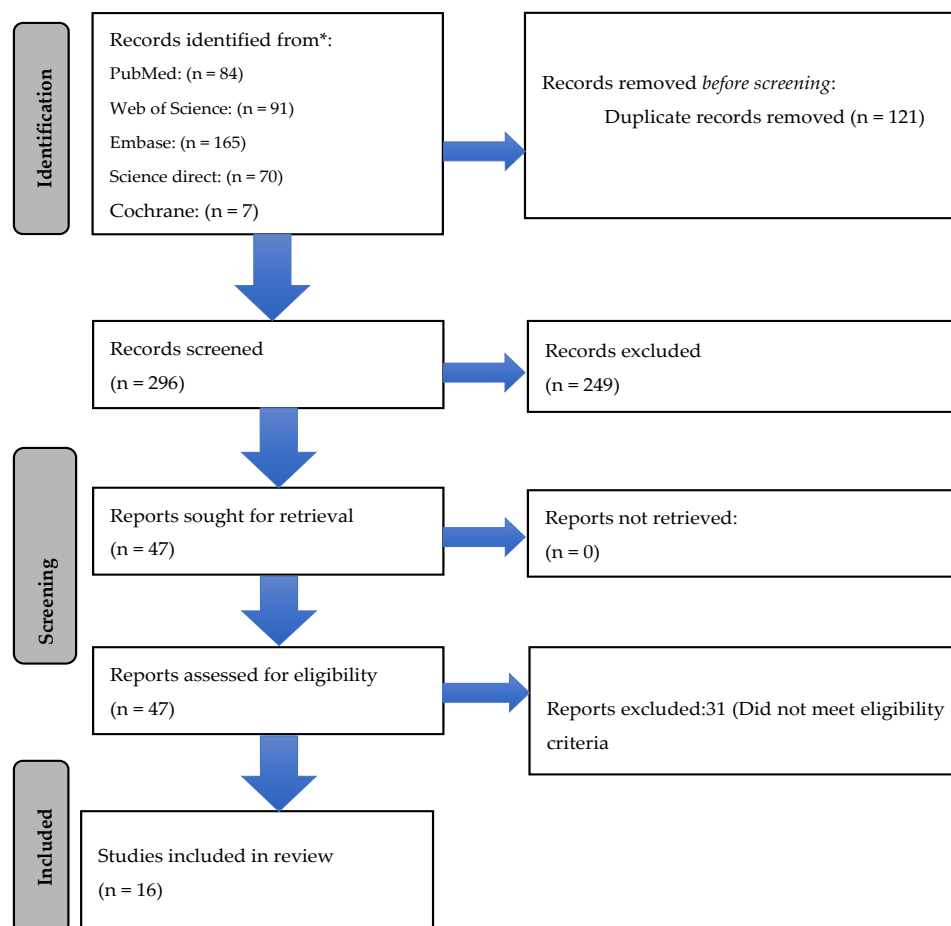 Identification
Records identified from*:
PubMed: (n = 84)
Web of Science: (n = 91)
Embase: (n = 165)
Science direct: (n = 70)
Cochrane: (n = 7)
Records removed before screening:
Duplicate records removed (n = 121)
Records screened
(n = 296)
Records excluded
(n = 249)
Screening
Reports sought for retrieval
(n = 47)
Reports not retrieved:
(n = 0)
Reports assessed for eligibility
(n = 47)
Reports excluded:31 (Did not meet eligibility
criteria
Included
Studies included in review
(n = 16)